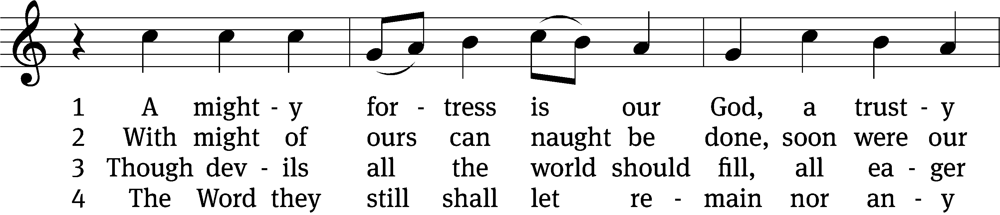 1 A might - y for - tress is our God, a trust - y
2 With might of ours can naught be done, soon were our
3 Though dev - ils all the world should fill, all ea - ger
4 The Word they still shall let re - main nor an - y